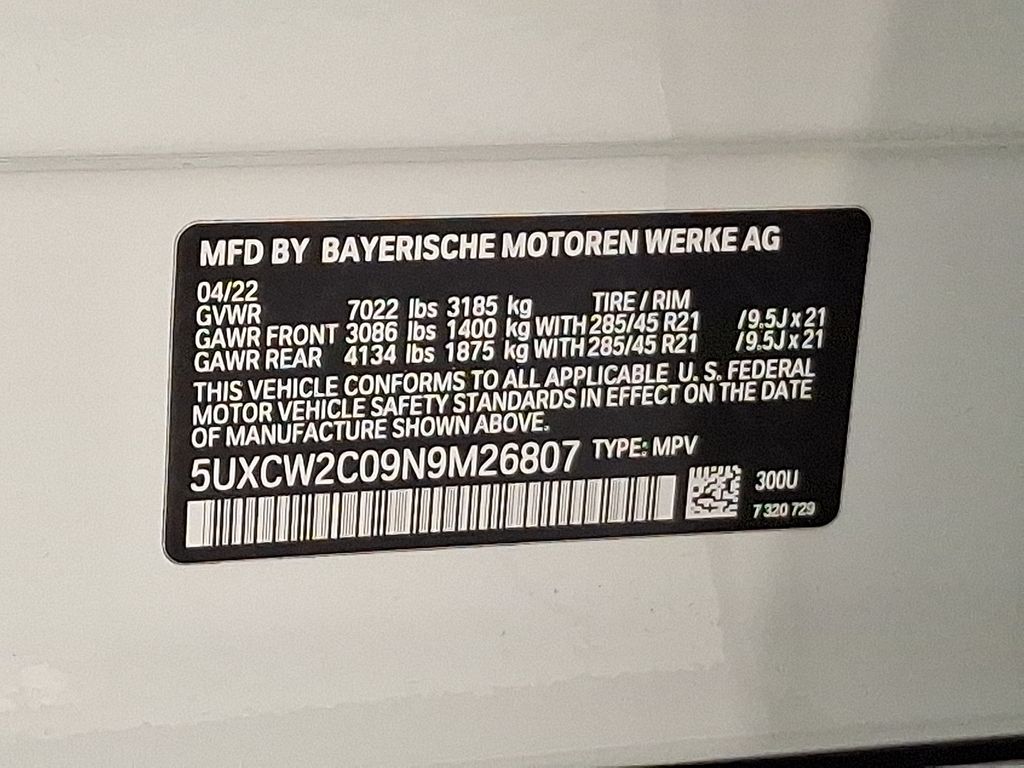 MFD BY BAYERISCHE MOTOREN WERKE AG
04/22
GVWR 7022 lbs 3185 kg TIRE / RIM
GAWR FRONT 3086 lbs 1400 kg WITH 285/45 R21 /9.5J x 21
GAWR REAR 4134 lbs 1875 kg WITH 285/45 R21 /9.5J x 21
THIS VEHICLE CONFORMS TO ALL APPLICABLE U. S. FEDERAL
MOTOR VEHICLE SAFETY STANDARDS IN EFFECT ON THE DATE
OF MANUFACTURE SHOWN ABOVE.
5UXCW2C09N9M26807 TYPE: MPV
300U
7 320 729